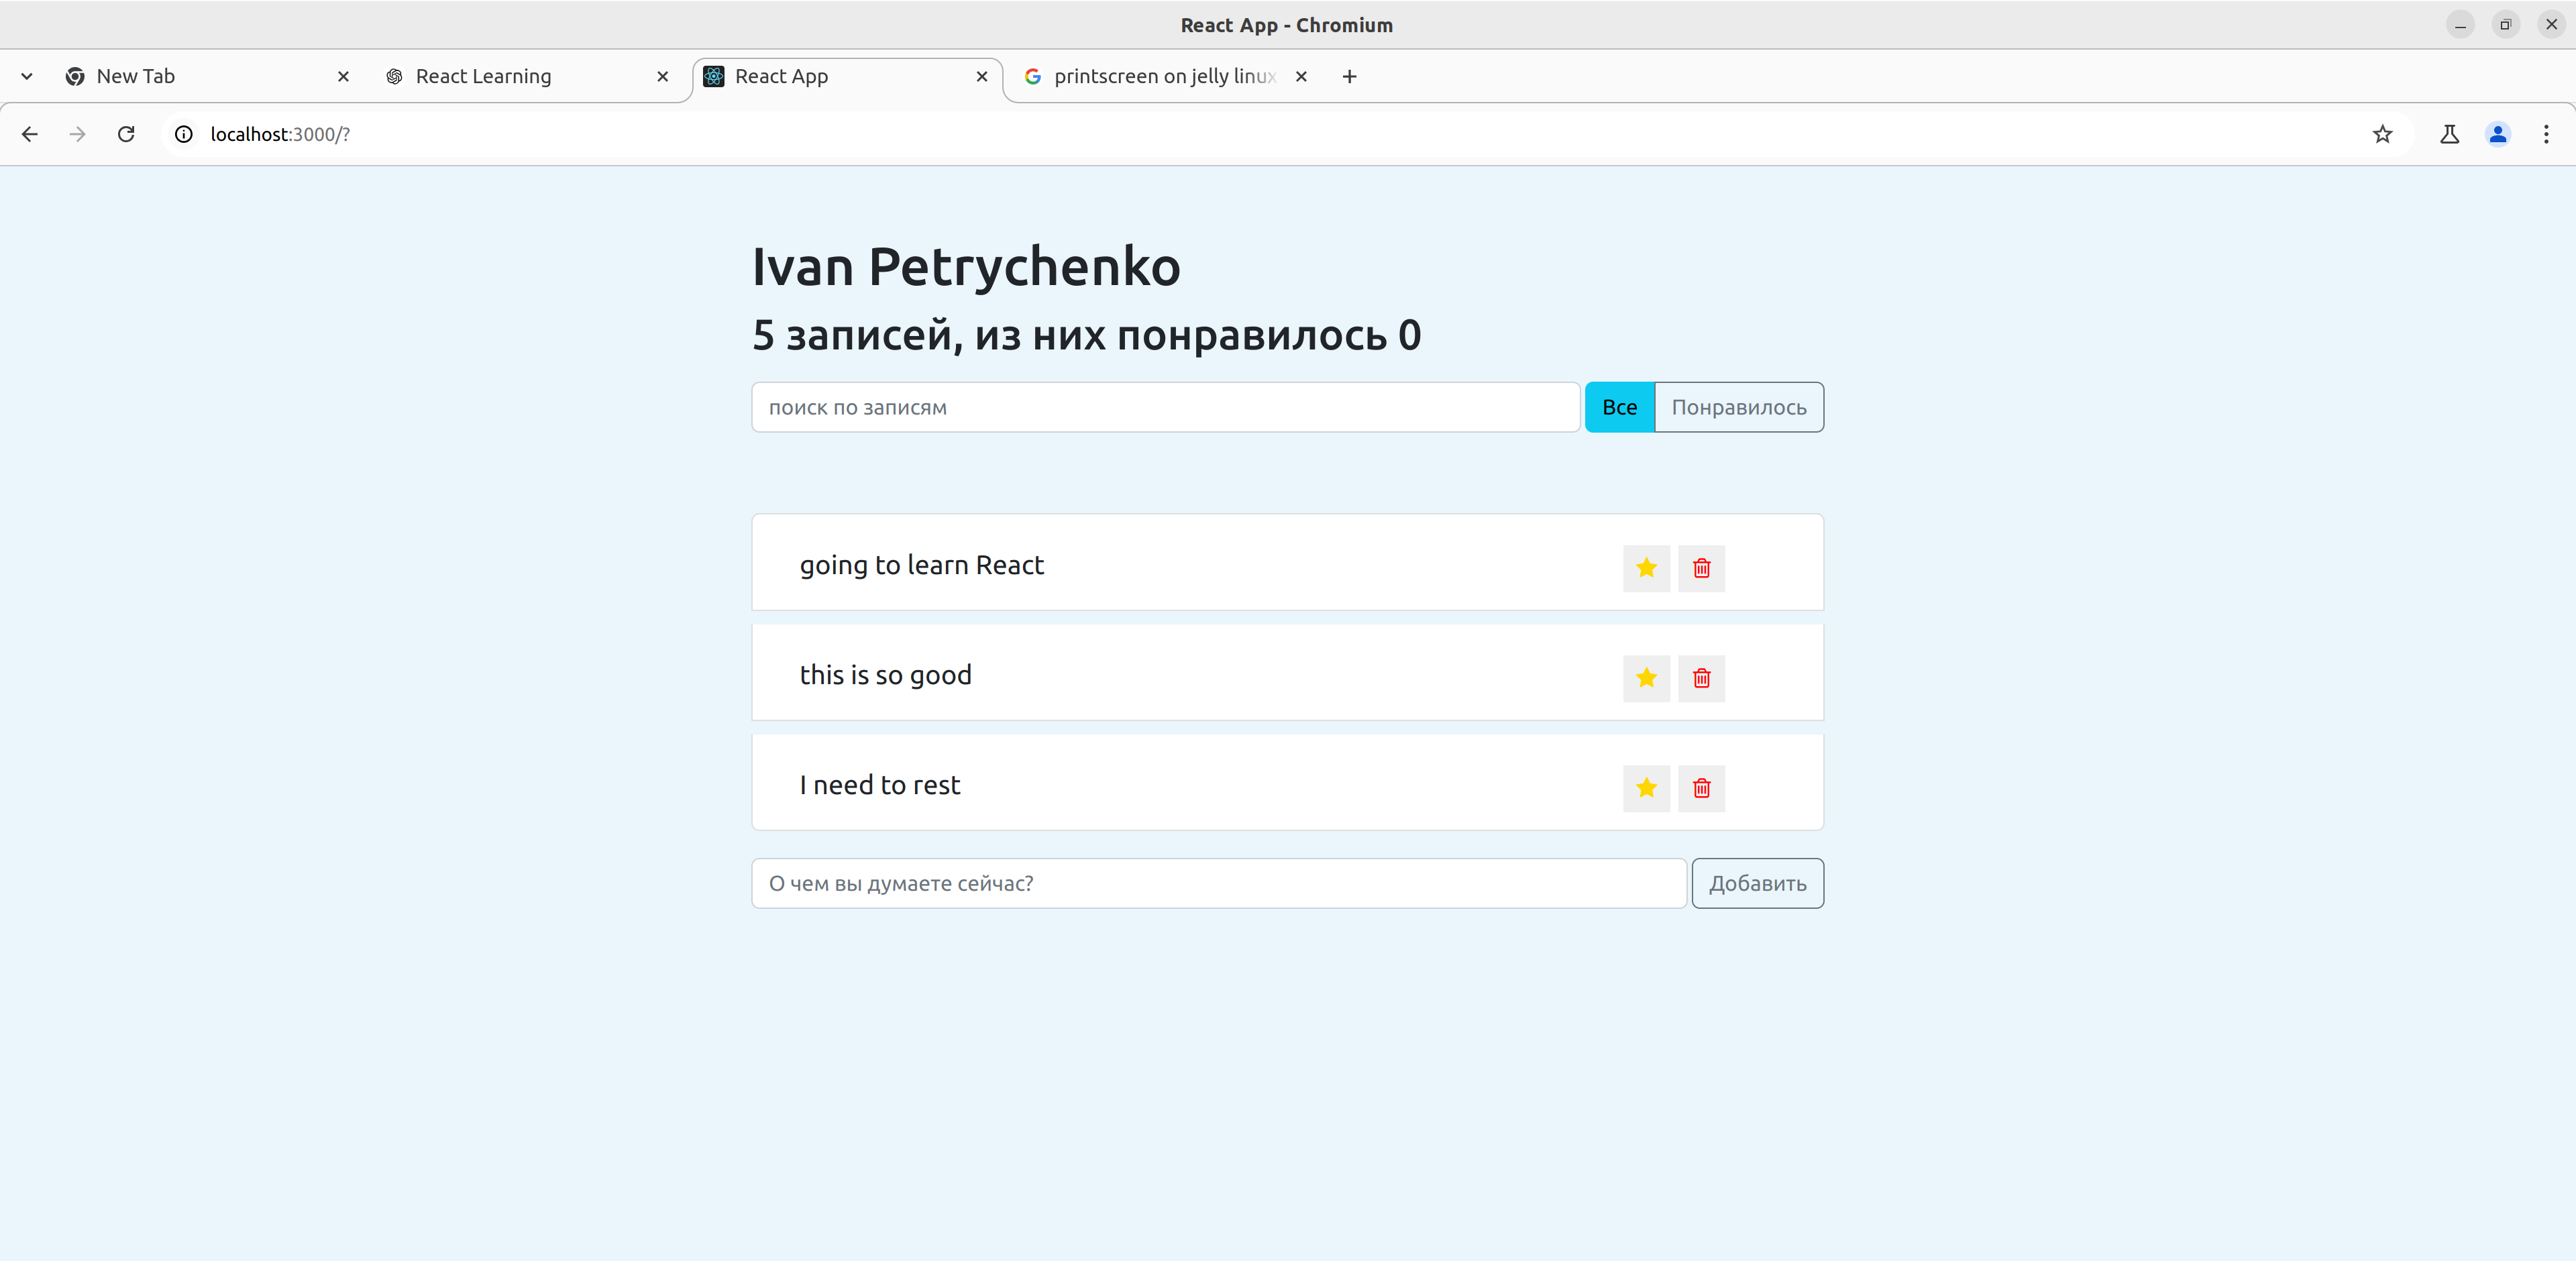 React App - Chromium
New Tab
React Learning
React App
printscreen on jelly linux
localhost:3000/?
Ivan Petrychenko
5 записей, из них понравилось 0
поиск по записям
Все
Понравилось
going to learn React
this is so good
I need to rest
О чем вы думаете сейчас?
Добавить